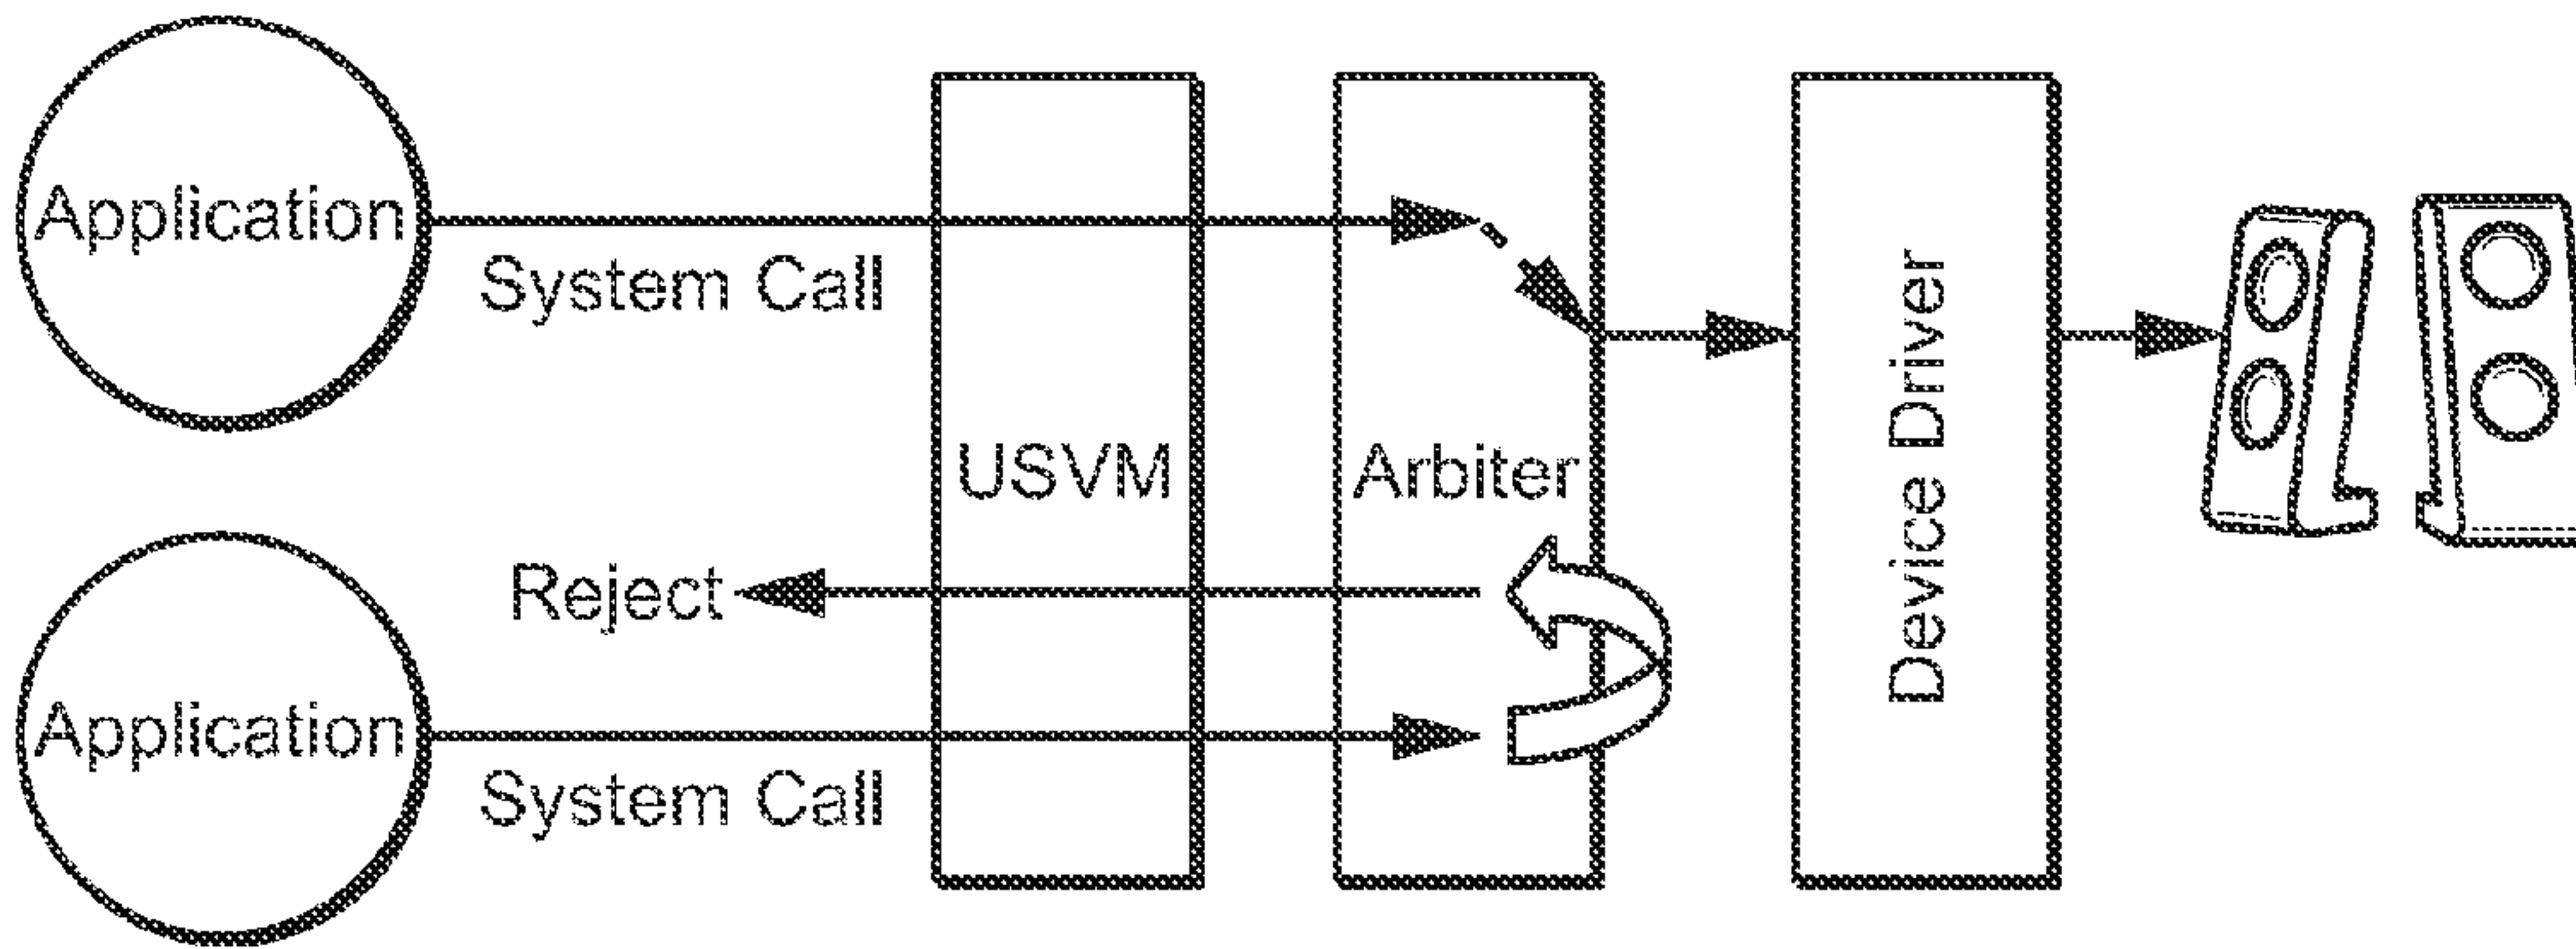 Application
System Call
USVM
Arbiter
Device Driver
Reject
Application
System Call